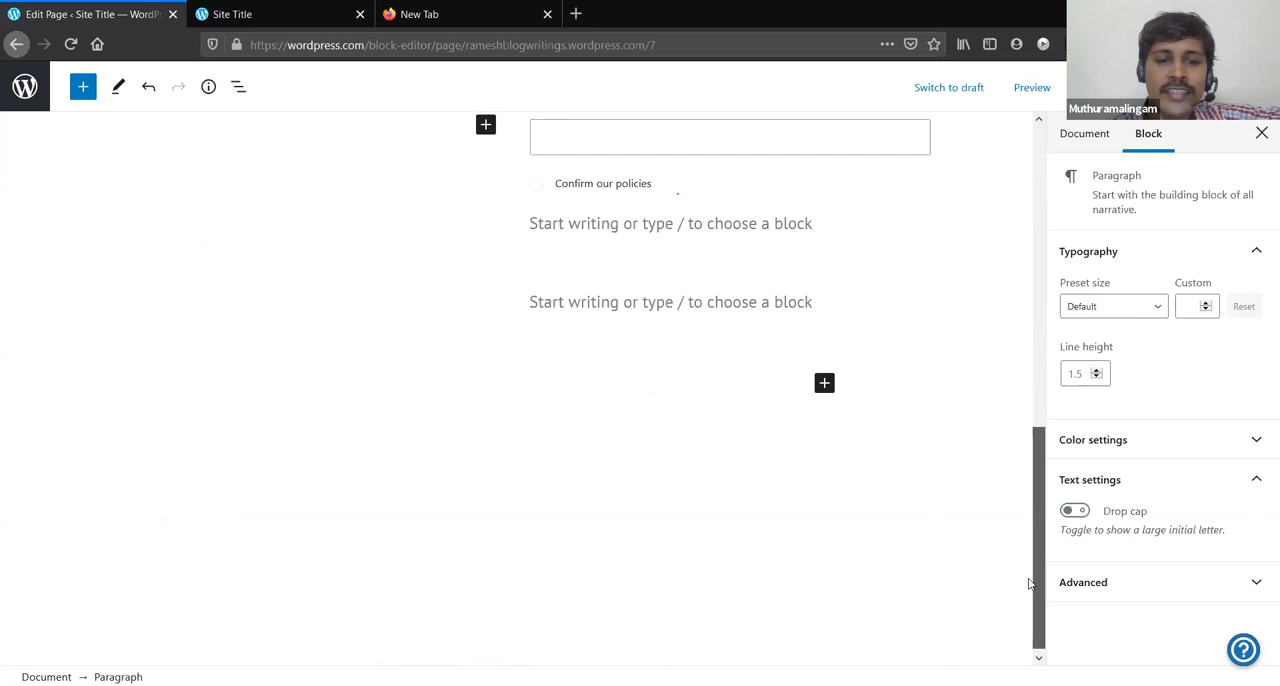 Edit Page ‹ Site Title — WordP
Site Title
New Tab
https://wordpress.com/block-editor/page/rameshblogwritings.wordpress.com/7
Switch to draft
Preview
Muthuramalingam
Document
Block
Paragraph
Start with the building block of all
narrative.
Confirm our policies
Start writing or type / to choose a block
Start writing or type / to choose a block
Typography
Preset size
Custom
Default
Reset
Line height
1.5
Color settings
Text settings
Drop cap
Toggle to show a large initial letter.
Advanced
Document → Paragraph